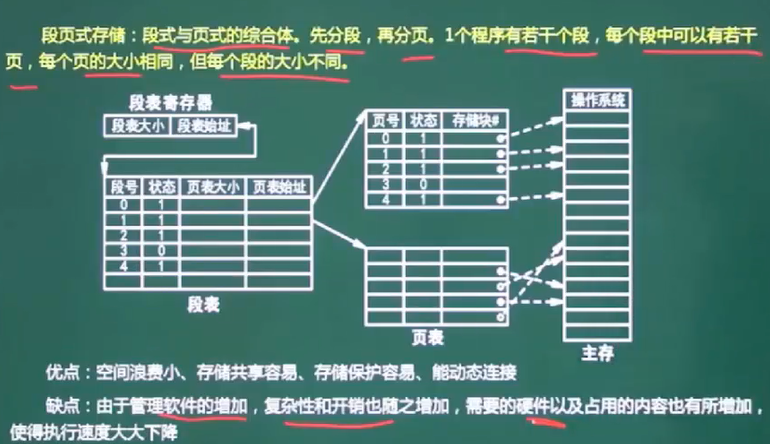 段页式存储：段式与页式的综合体。先分段，再分页。1个程序有若干个段，每个段中可以有若干
页，每个页的大小相同，但每个段的大小不同。
段表寄存器
段表大小 段表始址
段号 状态 页表大小 页表始址
0 1
1 1
2 1
3 0
4 1
段表
页号 状态 存储块#
0 1
1 1
2 1
3 0
4 1
页表
操作系统
主存
优点：空间浪费小、存储共享容易、存储保护容易、能动态连接
缺点：由于管理软件的增加，复杂性和开销也随之增加，需要的硬件以及占用的内容也有所增加，
使得执行速度大大下降